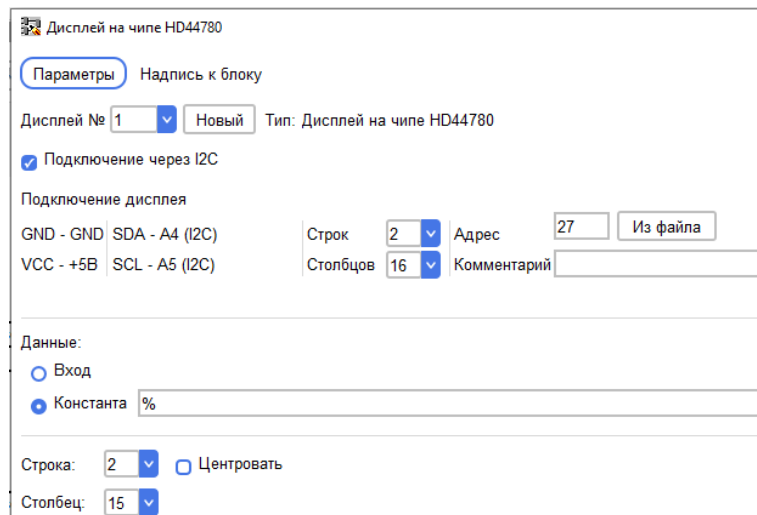 Дисплей на чипе HD44780
Параметры Надпись к блоку
Дисплей № 1 Новый Тип: Дисплей на чипе HD44780
Подключение через I2C
Подключение дисплея
GND - GND SDA - A4 (I2C) Строк 2 Адрес 27 Из файла
VCC - +5В SCL - A5 (I2C) Столбцов 16 Комментарий
Данные:
Вход
Константа %
Строка: 2 Центровать
Столбец: 15